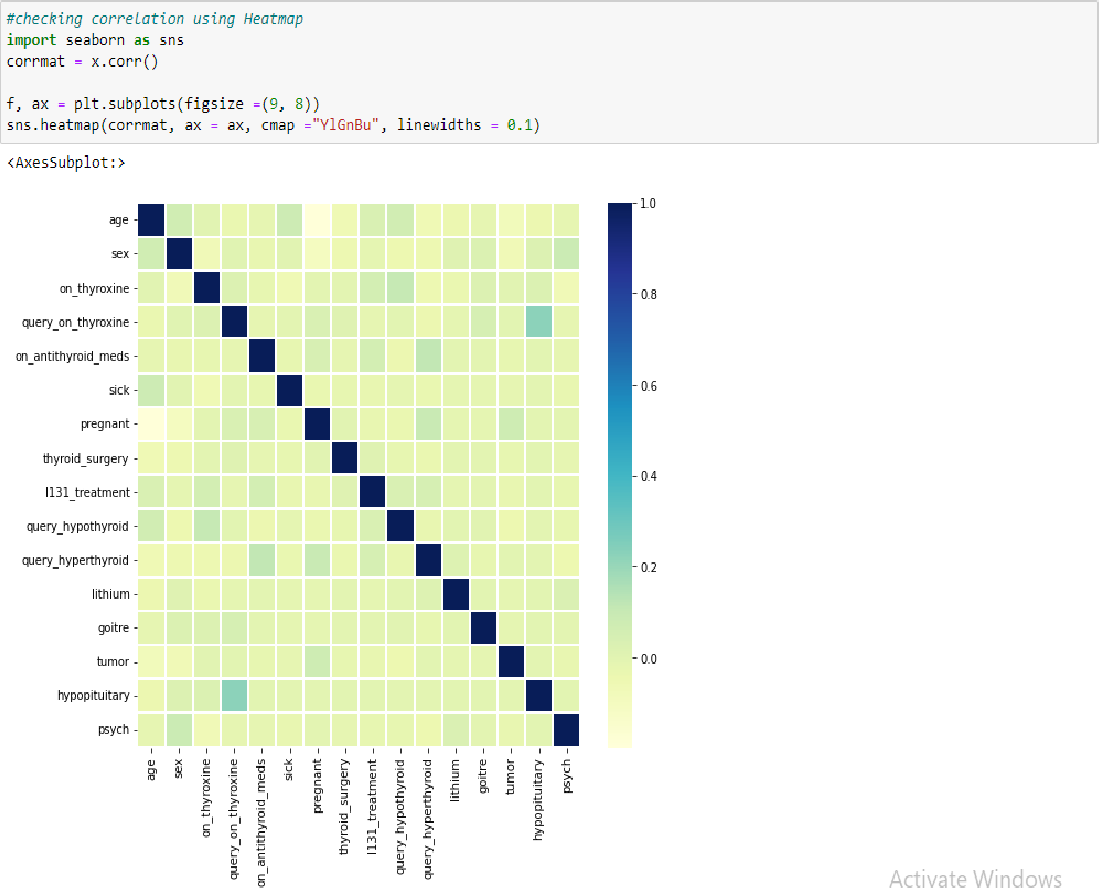 #checking correlation using Heatmap
import seaborn as sns
corrmat = x.corr()
f, ax = plt.subplots(figsize =(9, 8))
sns.heatmap(corrmat, ax = ax, cmap ="YlGnBu", linewidths = 0.1)
<AxesSubplot:>
age
sex
on_thyroxine
query_on_thyroxine
on_antithyroid_meds
sick
pregnant
thyroid_surgery
I131_treatment
query_hypothyroid
query_hyperthyroid
lithium
goitre
tumor
hypopituitary
psych
age
sex
on_thyroxine
query_on_thyroxine
on_antithyroid_meds
sick
pregnant
thyroid_surgery
I131_treatment
query_hypothyroid
query_hyperthyroid
lithium
goitre
tumor
hypopituitary
psych
1.0
0.8
0.6
0.4
0.2
0.0
Activate Windows